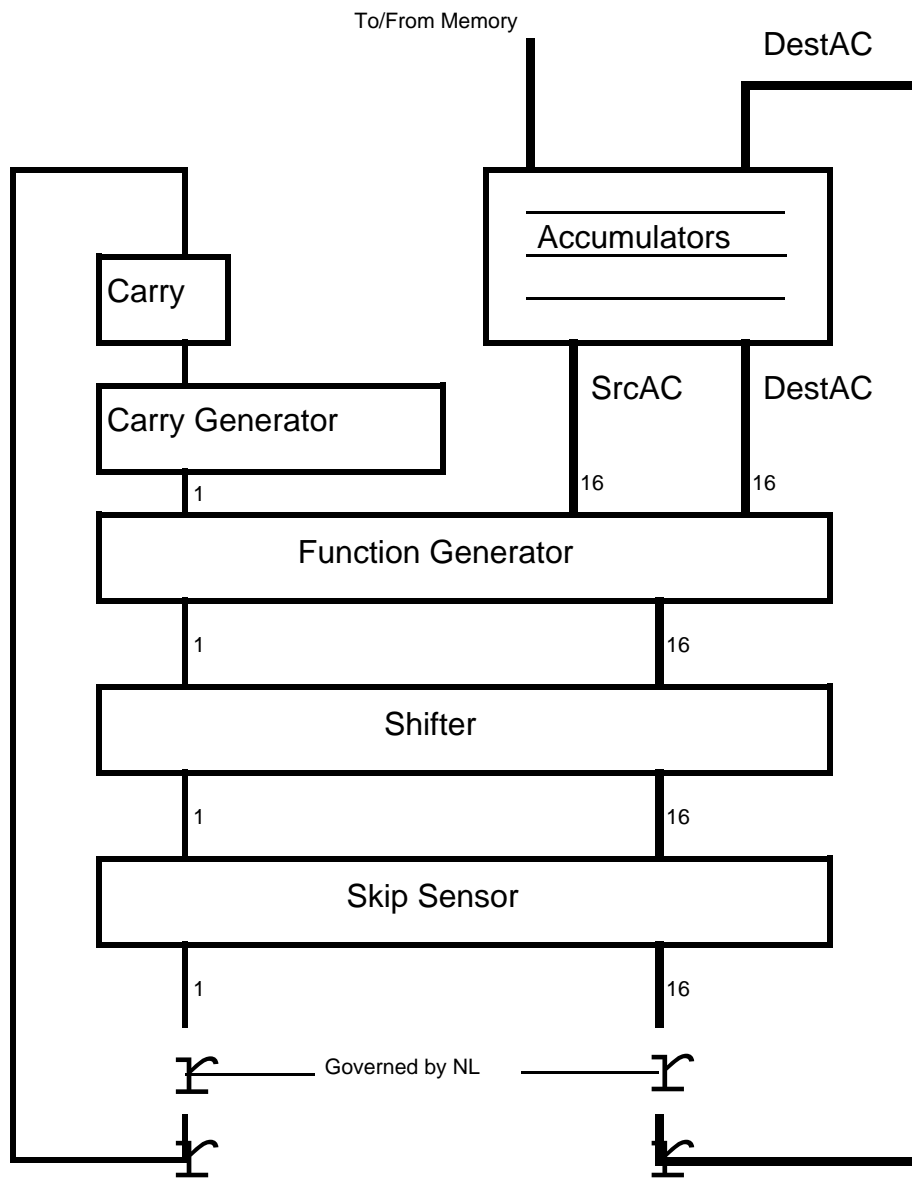 To/From Memory
DestAC
Accumulators
Carry
SrcAC
DestAC
Carry Generator
16
16
1
Function Generator
1
16
Shifter
1
16
Skip Sensor
1
16
Governed by NL